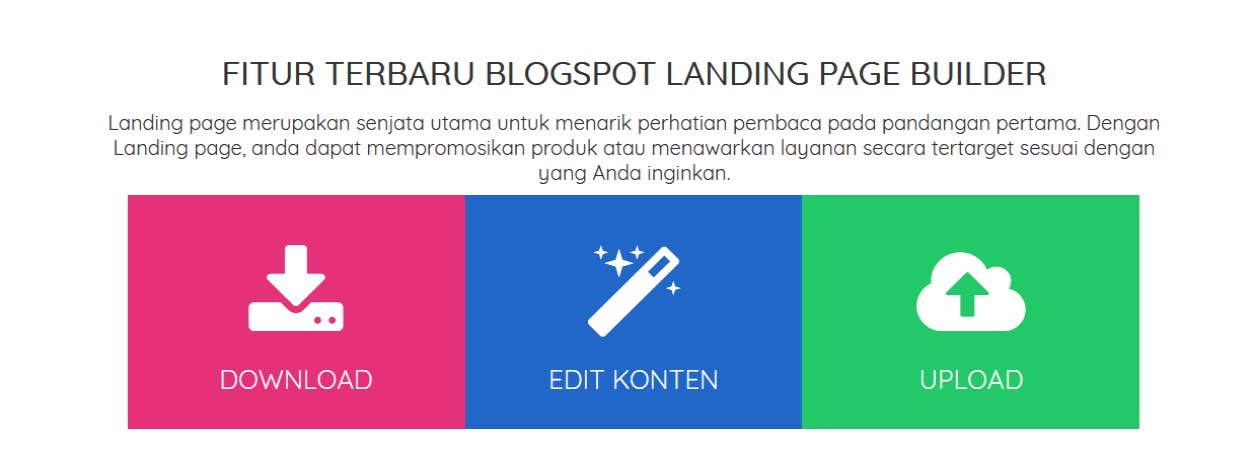 FITUR TERBARU BLOGSPOT LANDING PAGE BUILDER
Landing page merupakan senjata utama untuk menarik perhatian pembaca pada pandangan pertama. Dengan
Landing page, anda dapat mempromosikan produk atau menawarkan layanan secara tertarget sesuai dengan
yang Anda inginkan.
DOWNLOAD
EDIT KONTEN
UPLOAD